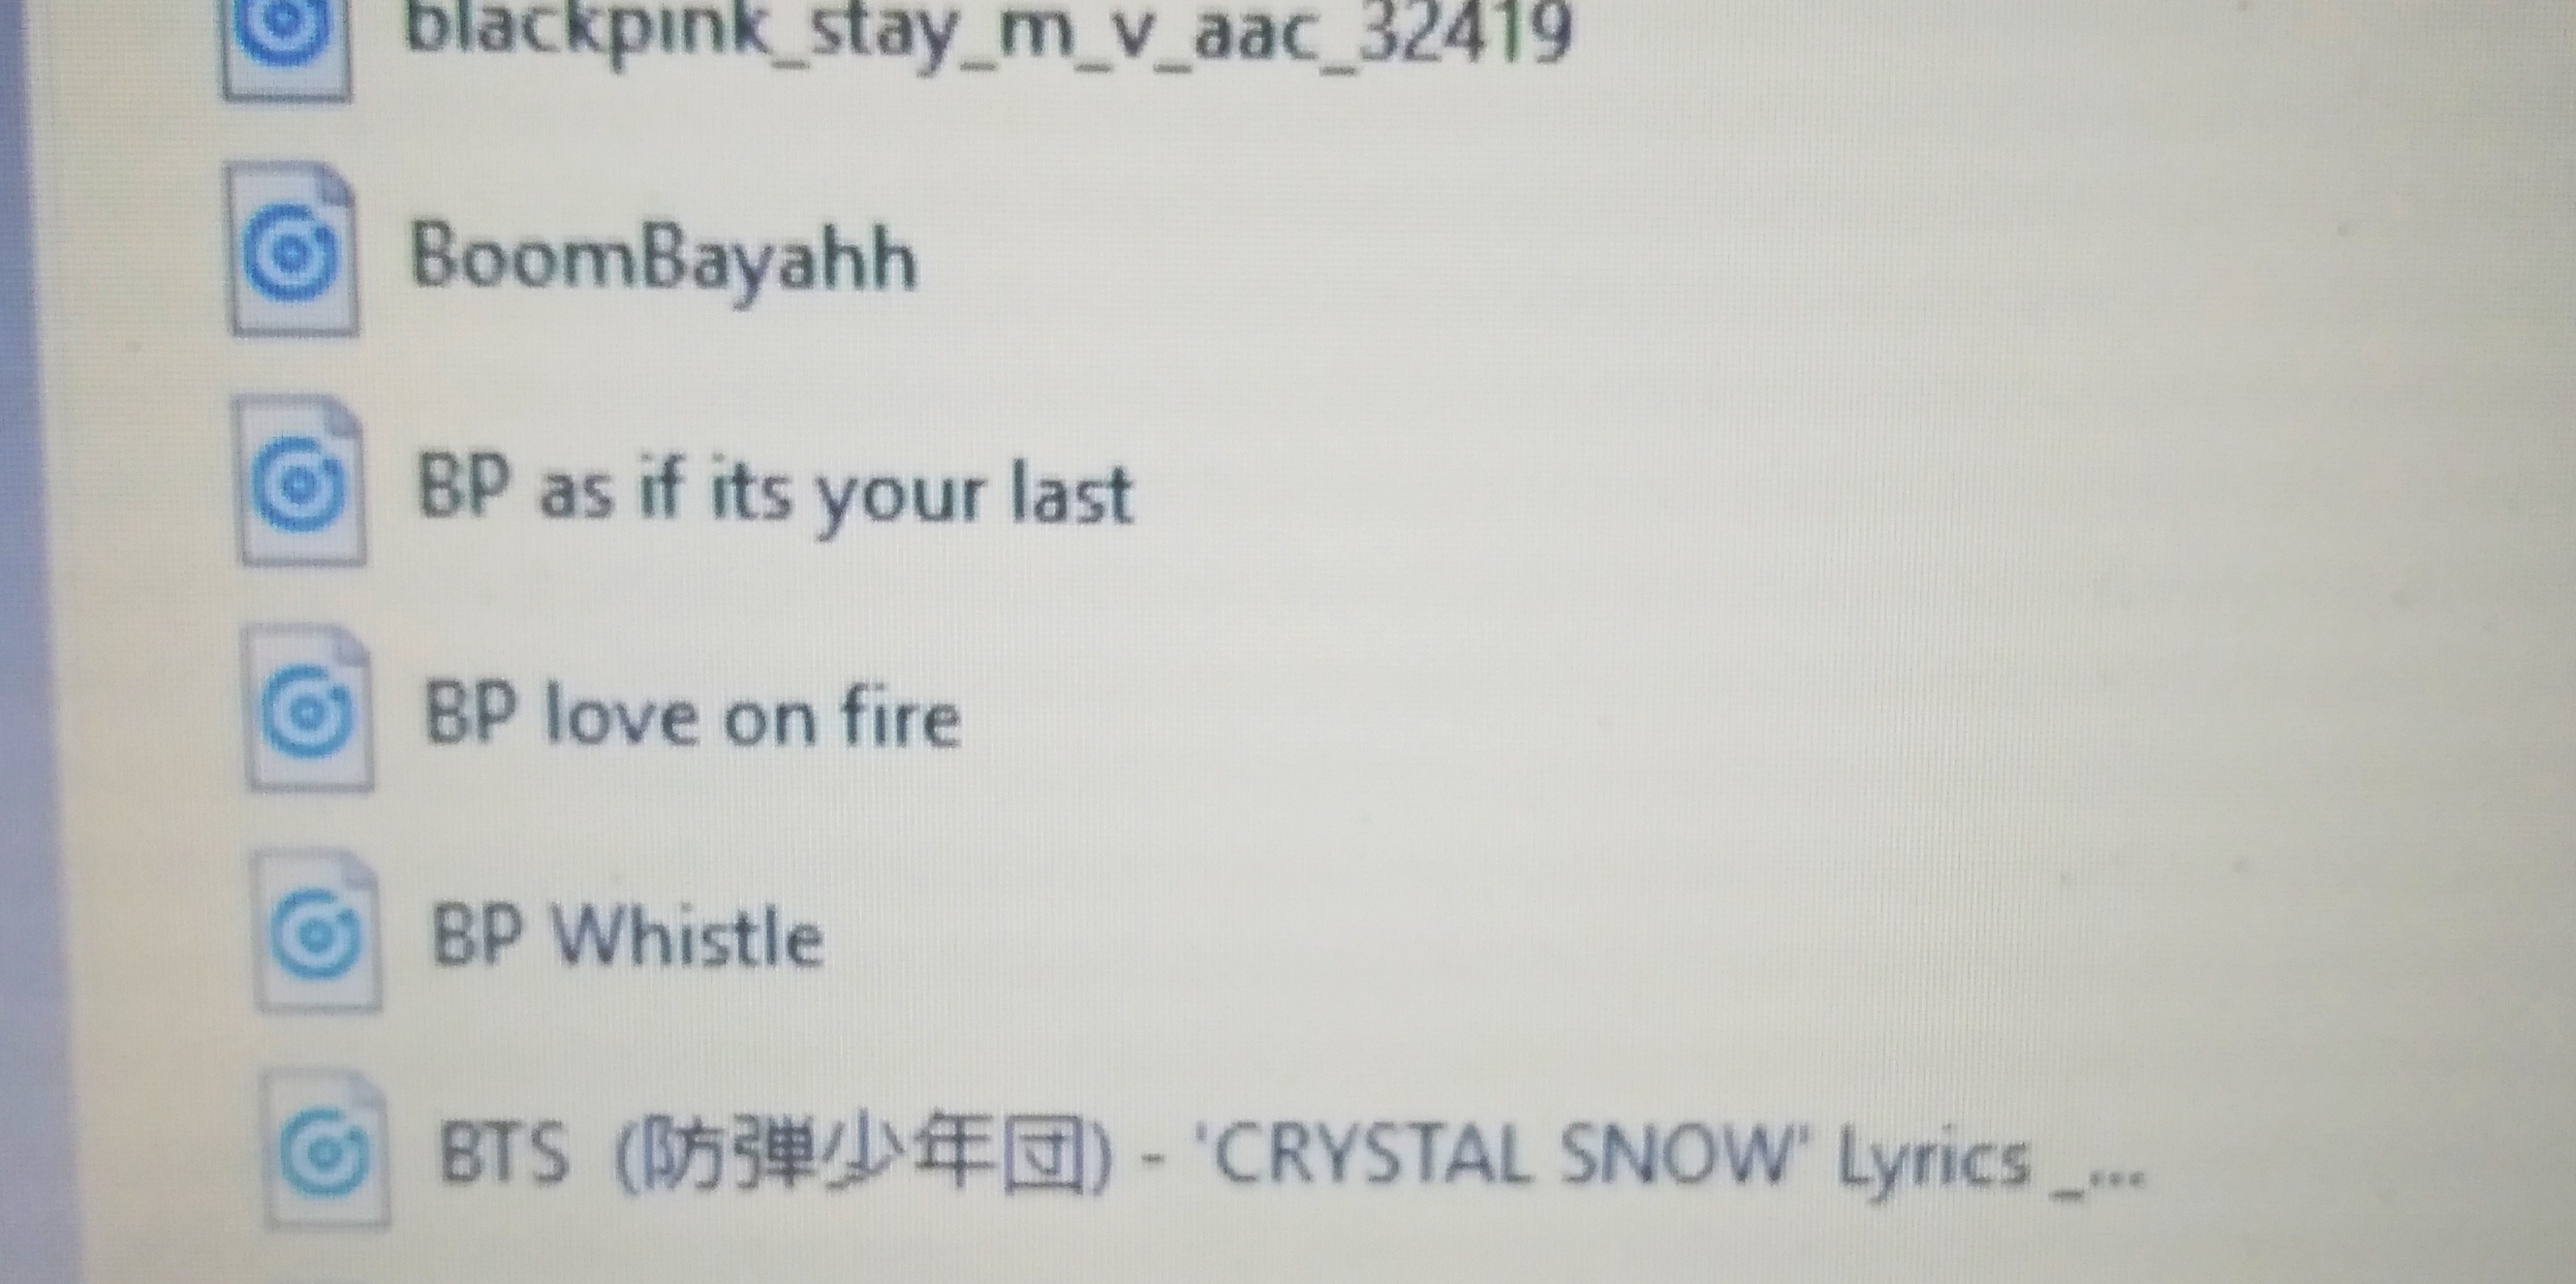 blackpink_stay_m_v_aac_32419
BoomBayahh
BP as if its your last
BP love on fire
BP Whistle
BTS (防弾少年団) - 'CRYSTAL SNOW' Lyrics _...